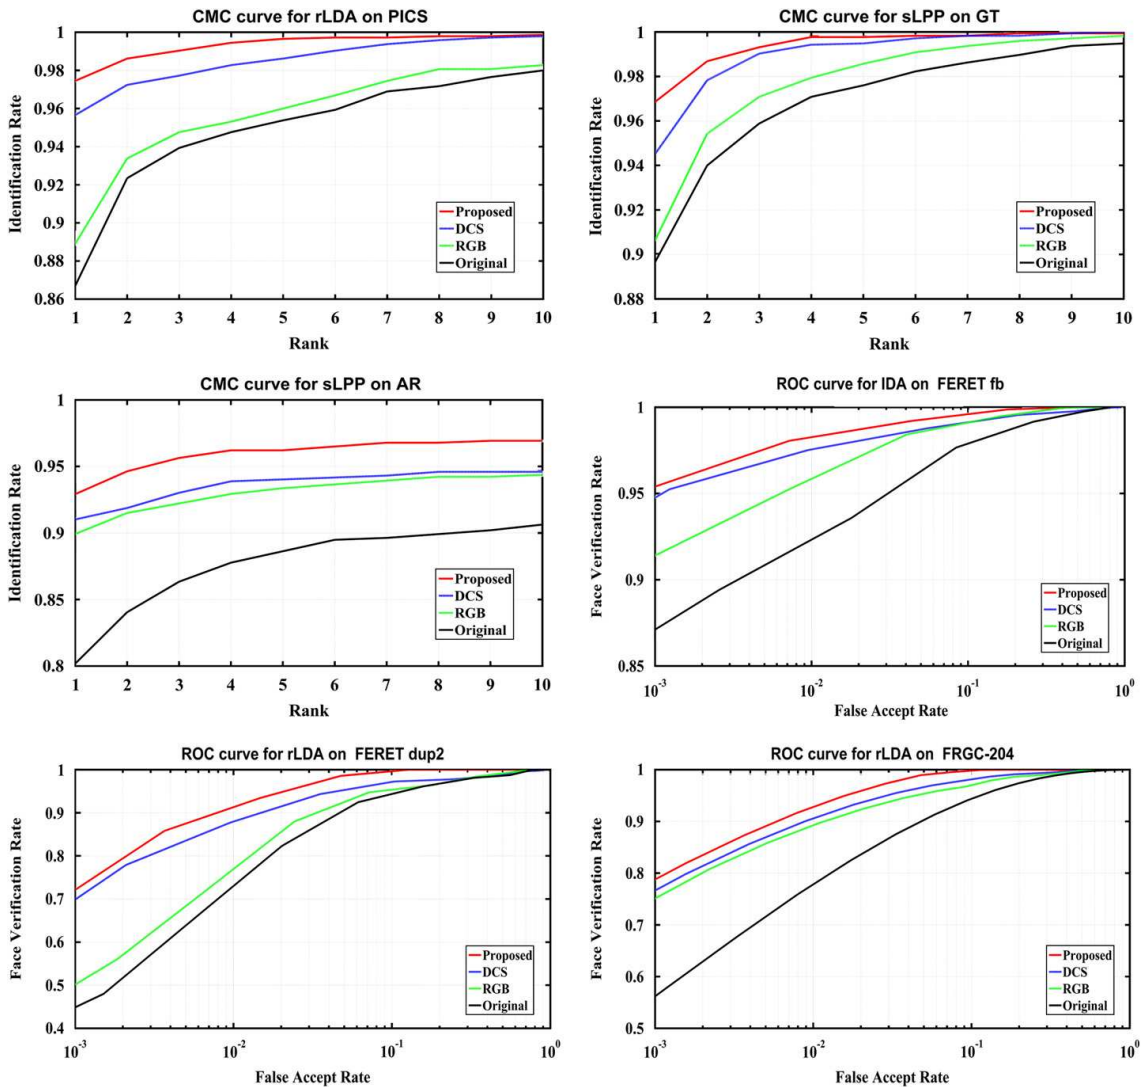 CMC curve for rLDA on PICS
Identification Rate
1
0.98
0.96
0.94
0.92
0.9
0.88
0.86
1 2 3 4 5 6 7 8 9 10
Rank
Proposed
DCS
RGB
Original
CMC curve for sLPP on GT
Identification Rate
1
0.98
0.96
0.94
0.92
0.9
0.88
1 2 3 4 5 6 7 8 9 10
Rank
Proposed
DCS
RGB
Original
CMC curve for sLPP on AR
Identification Rate
1
0.95
0.9
0.85
0.8
1 2 3 4 5 6 7 8 9 10
Rank
Proposed
DCS
RGB
Original
ROC curve for lDA on FERET fb
Face Verification Rate
1
0.95
0.9
0.85
10⁻³ 10⁻² 10⁻¹ 10⁰
False Accept Rate
Proposed
DCS
RGB
Original
ROC curve for rLDA on FERET dup2
Face Verification Rate
1
0.9
0.8
0.7
0.6
0.5
0.4
10⁻³ 10⁻² 10⁻¹ 10⁰
False Accept Rate
Proposed
DCS
RGB
Original
ROC curve for rLDA on FRGC-204
Face Verification Rate
1
0.9
0.8
0.7
0.6
0.5
10⁻³ 10⁻² 10⁻¹ 10⁰
False Accept Rate
Proposed
DCS
RGB
Original